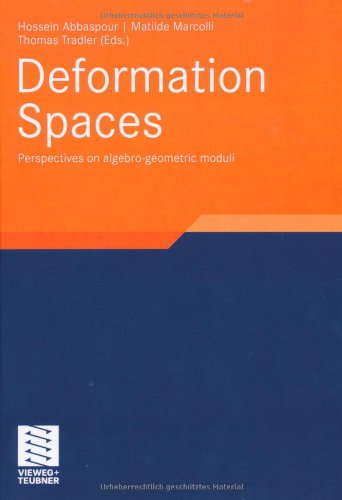 Urheberrechtlich geschütztes Material
Hossein Abbaspour | Matilde Marcolli
Thomas Tradler (Eds.)
Deformation
Spaces
Perspectives on algebro-geometric moduli
VIEWEG+
TEUBNER
Urheberrechtlich geschütztes Material